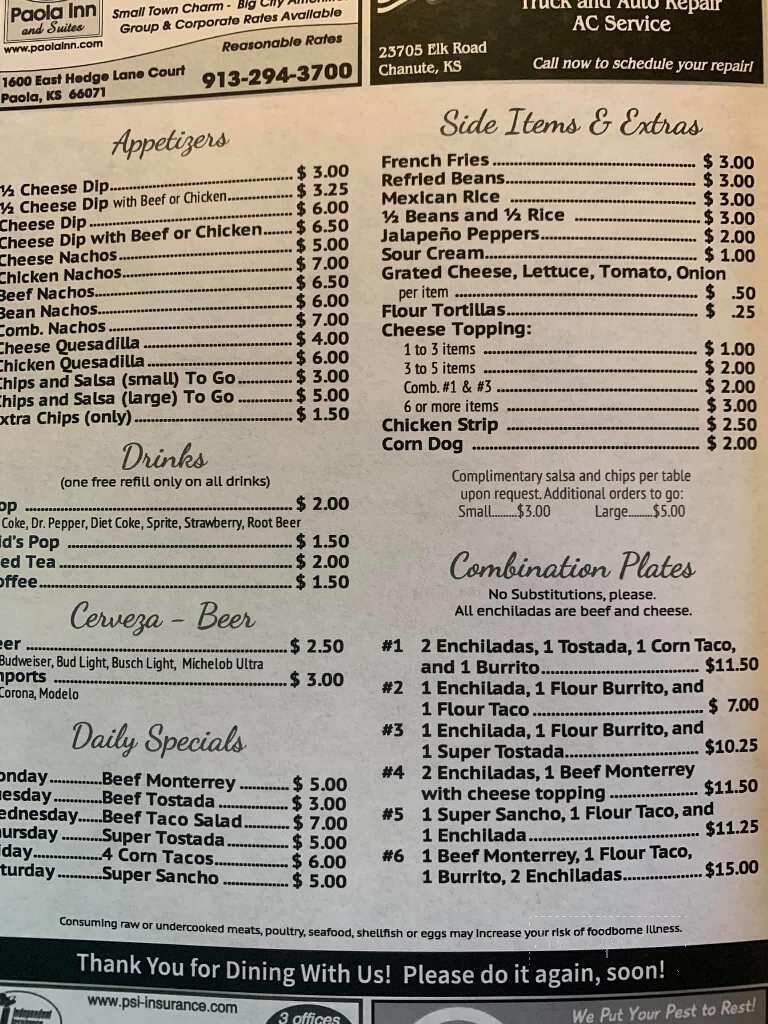 Paola Inn
and Suites
www.paolaInn.com
Small Town Charm - Big City
Group & Corporate Rates Available
Reasonable Rates
1600 East Hedge Lane Court
Paola, KS 66071
913-294-3700
Truck and Auto Repair
AC Service
23705 Elk Road
Chanute, KS
Call now to schedule your repair!
Appetizers
½ Cheese Dip $ 3.00
½ Cheese Dip with Beef or Chicken $ 3.25
Cheese Dip $ 6.00
Cheese Dip with Beef or Chicken $ 6.50
Cheese Nachos $ 5.00
Chicken Nachos $ 7.00
Beef Nachos $ 6.50
Bean Nachos $ 6.00
Comb. Nachos $ 7.00
Cheese Quesadilla $ 4.00
Chicken Quesadilla $ 6.00
Chips and Salsa (small) To Go $ 3.00
Chips and Salsa (large) To Go $ 5.00
xtra Chips (only) $ 1.50
Drinks
(one free refill only on all drinks)
op $ 2.00
Coke, Dr. Pepper, Diet Coke, Sprite, Strawberry, Root Beer
id's Pop $ 1.50
ed Tea $ 2.00
offee $ 1.50
Cerveza - Beer
eer $ 2.50
Budweiser, Bud Light, Busch Light, Michelob Ultra
mports $ 3.00
Corona, Modelo
Daily Specials
onday Beef Monterrey $ 5.00
uesday Beef Tostada $ 3.00
ednesday Beef Taco Salad $ 7.00
hursday Super Tostada $ 5.00
iday 4 Corn Tacos $ 6.00
aturday Super Sancho $ 5.00
Side Items & Extras
French Fries $ 3.00
Refried Beans $ 3.00
Mexican Rice $ 3.00
½ Beans and ½ Rice $ 3.00
Jalapeño Peppers $ 2.00
Sour Cream $ 1.00
Grated Cheese, Lettuce, Tomato, Onion
per item $ .50
Flour Tortillas $ .25
Cheese Topping:
1 to 3 items $ 1.00
3 to 5 items $ 2.00
Comb. #1 & #3 $ 2.00
6 or more items $ 3.00
Chicken Strip $ 2.50
Corn Dog $ 2.00
Complimentary salsa and chips per table
upon request. Additional orders to go:
Small $3.00 Large $5.00
Combination Plates
No Substitutions, please.
All enchiladas are beef and cheese.
#1 2 Enchiladas, 1 Tostada, 1 Corn Taco,
and 1 Burrito $11.50
#2 1 Enchilada, 1 Flour Burrito, and
1 Flour Taco $ 7.00
#3 1 Enchilada, 1 Flour Burrito, and
1 Super Tostada $10.25
#4 2 Enchiladas, 1 Beef Monterrey
with cheese topping $11.50
#5 1 Super Sancho, 1 Flour Taco, and
1 Enchilada $11.25
#6 1 Beef Monterrey, 1 Flour Taco,
1 Burrito, 2 Enchiladas $15.00
Consuming raw or undercooked meats, poultry, seafood, shellfish or eggs may increase your risk of foodborne illness.
Thank You for Dining With Us! Please do it again, soon!
www.psi-insurance.com
3 offices
Independent
We Put Your Pest to Rest!